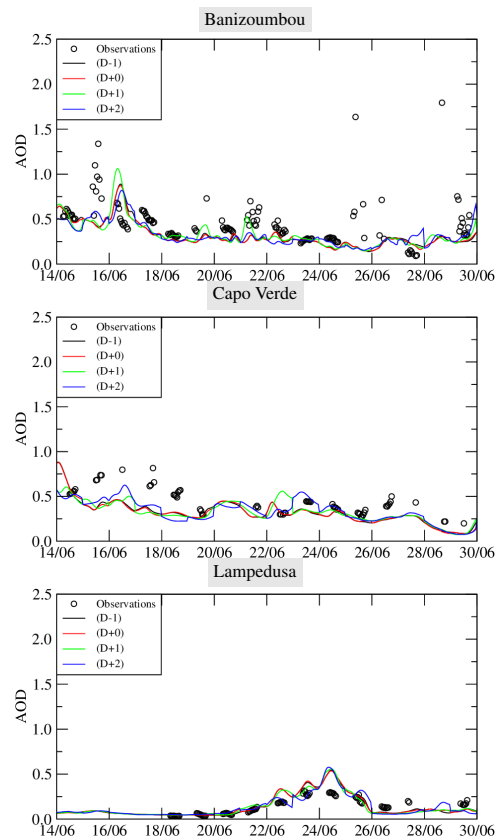 Banizoumbou
2.5
2.0
1.5
1.0
0.5
0.0
AOD
Observations
(D-1)
(D+0)
(D+1)
(D+2)
14/06 16/06 18/06 20/06 22/06 24/06 26/06 28/06 30/06
Capo Verde
2.5
2.0
1.5
1.0
0.5
0.0
AOD
Observations
(D-1)
(D+0)
(D+1)
(D+2)
14/06 16/06 18/06 20/06 22/06 24/06 26/06 28/06 30/06
Lampedusa
2.5
2.0
1.5
1.0
0.5
0.0
AOD
Observations
(D-1)
(D+0)
(D+1)
(D+2)
14/06 16/06 18/06 20/06 22/06 24/06 26/06 28/06 30/06